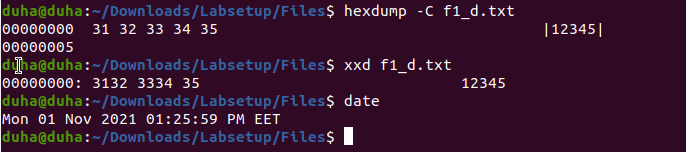 duha@duha:~/Downloads/Labsetup/Files$ hexdump -C f1_d.txt
00000000  31 32 33 34 35                                    |12345|
00000005
duha@duha:~/Downloads/Labsetup/Files$ xxd f1_d.txt
00000000: 3132 3334 35                             12345
duha@duha:~/Downloads/Labsetup/Files$ date
Mon 01 Nov 2021 01:25:59 PM EET
duha@duha:~/Downloads/Labsetup/Files$